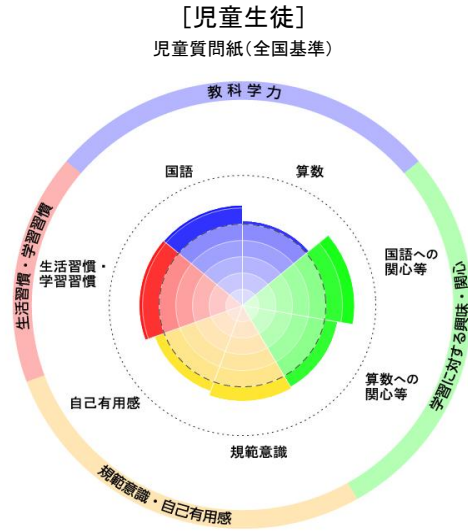 [児童生徒]
児童質問紙(全国基準)
教科学力
国語
算数
生活習慣・学習習慣
生活習慣・
学習習慣
国語への
関心等
学習に対する興味・関心
算数への
関心等
自己有用感
規範意識
規範意識・自己有用感